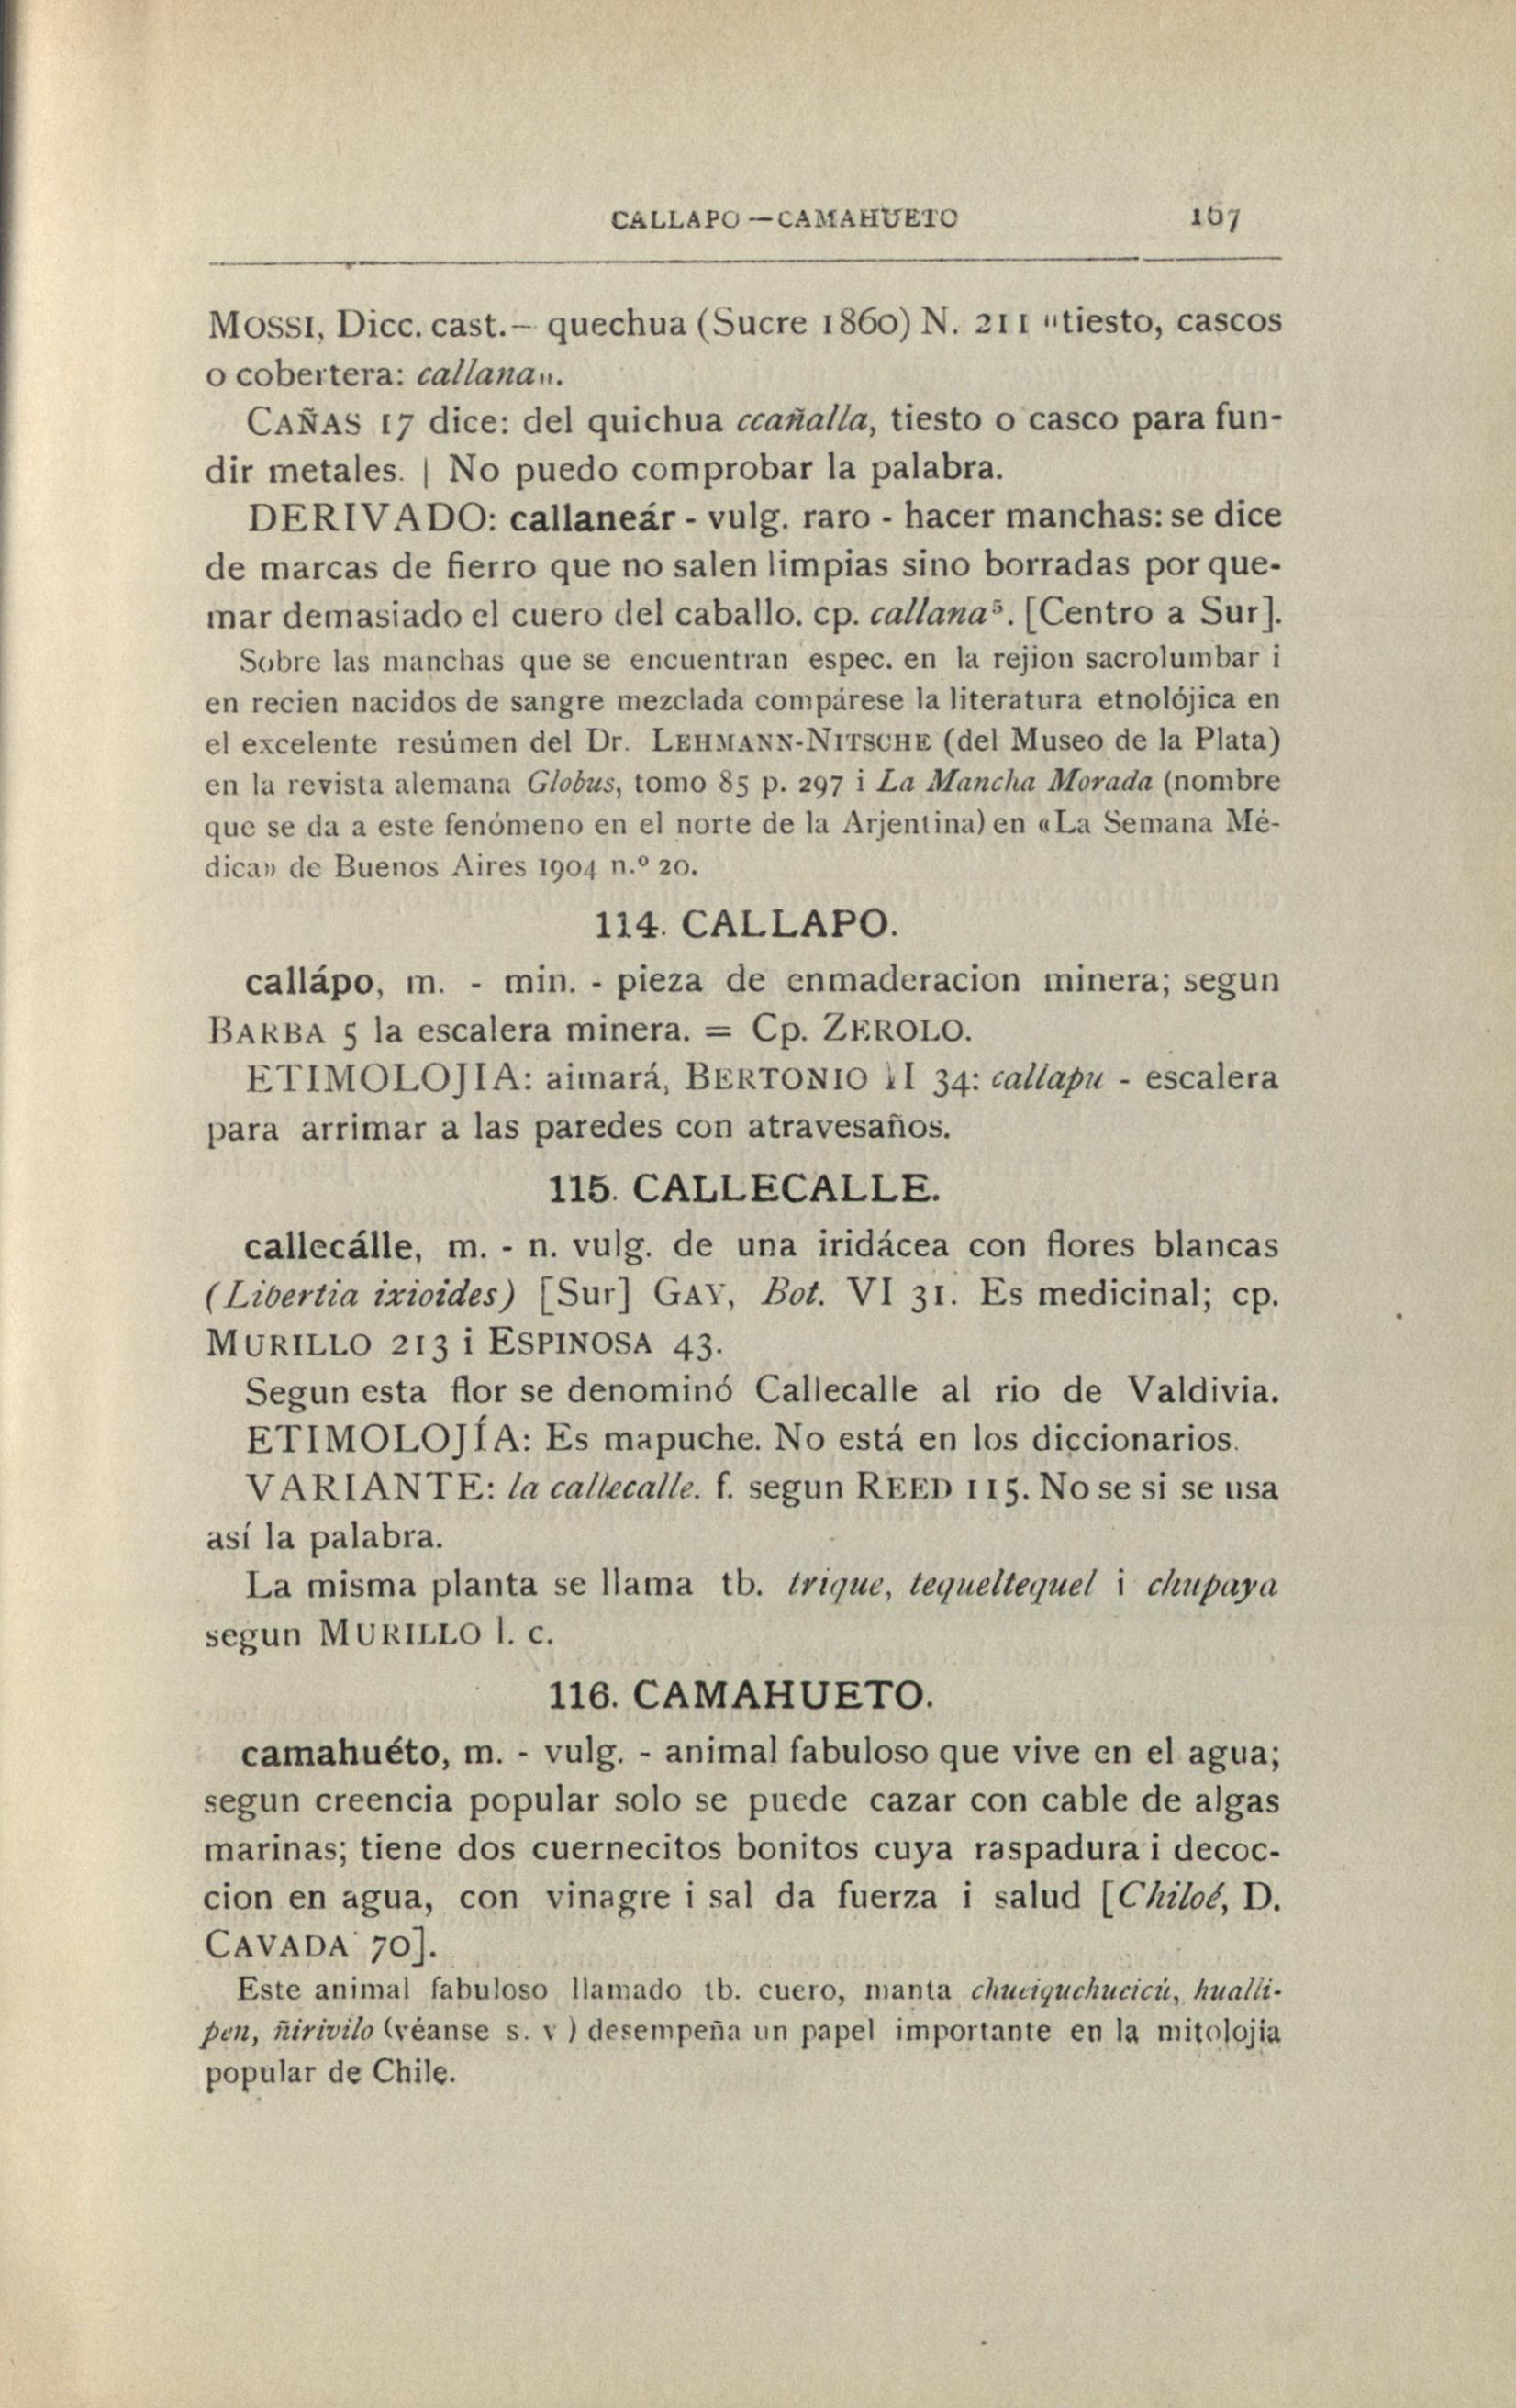 CALLAPO — CAMAHUETO 167
MOSSI, Dicc. cast. — quechua (Sucre 1860) N. 211 "tiesto, cascos
o cobertera: callana".
CAÑAS 17 dice: del quichua ccañalla, tiesto o casco para fun-
dir metales. | No puedo comprobar la palabra.
DERIVADO: callaneár - vulg. raro - hacer manchas: se dice
de marcas de fierro que no salen limpias sino borradas por que-
mar demasiado el cuero del caballo. cp. callana⁵. [Centro a Sur].
Sobre las manchas que se encuentran espec. en la rejion sacrolumbar i
en recien nacidos de sangre mezclada compárese la literatura etnolójica en
el excelente resúmen del Dr. LEHMANN-NITSCHE (del Museo de la Plata)
en la revista alemana Globus, tomo 85 p. 297 i La Mancha Morada (nombre
que se da a este fenómeno en el norte de la Arjentina) en «La Semana Mé-
dica» de Buenos Aires 1904 n.º 20.
114. CALLAPO.
callápo, m. - min. - pieza de enmaderacion minera; segun
BARBA 5 la escalera minera. = Cp. ZEROLO.
ETIMOLOJIA: aimará, BERTONIO II 34: callapu - escalera
para arrimar a las paredes con atravesaños.
115. CALLECALLE.
callecálle, m. - n. vulg. de una iridácea con flores blancas
(Libertia ixioides) [Sur] GAY, Bot. VI 31. Es medicinal; cp.
MURILLO 213 i ESPINOSA 43.
Segun esta flor se denominó Callecalle al rio de Valdivia.
ETIMOLOJÍA: Es mapuche. No está en los diccionarios.
VARIANTE: la callecalle. f. segun REED 115. No se si se usa
así la palabra.
La misma planta se llama tb. trique, tequeltequel i chupaya
segun MURILLO l. c.
116. CAMAHUETO.
camahuéto, m. - vulg. - animal fabuloso que vive en el agua;
segun creencia popular solo se puede cazar con cable de algas
marinas; tiene dos cuernecitos bonitos cuya raspadura i decoc-
cion en agua, con vinagre i sal da fuerza i salud [Chiloé, D.
CAVADA 70].
Este animal fabuloso llamado tb. cuero, manta chueiquchucicú, hualli-
pen, ñirivilo (véanse s. v ) desempeña un papel importante en la mitolojía
popular de Chile.